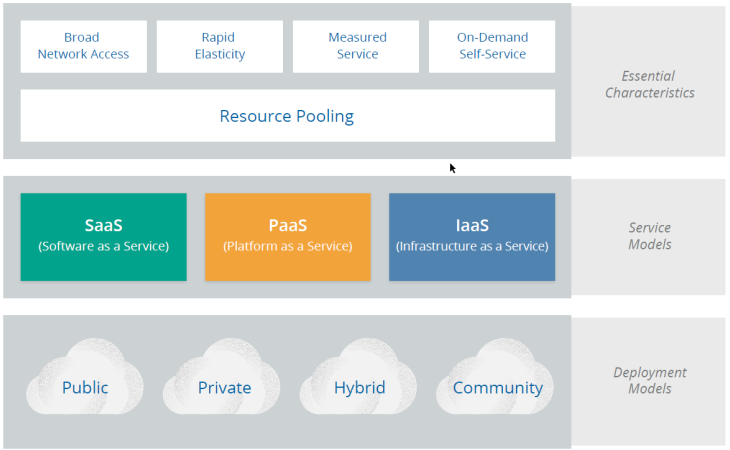 Broad
Network Access
Rapid
Elasticity
Measured
Service
On-Demand
Self-Service
Essential
Characteristics
Resource Pooling
SaaS
(Software as a Service)
PaaS
(Platform as a Service)
IaaS
(Infrastructure as a Service)
Service
Models
Public
Private
Hybrid
Community
Deployment
Models